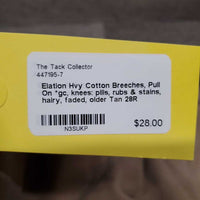 The Tack Collector
447195-7
Elation Hvy Cotton Breeches, Pull
On *gc, knees: pills, rubs & stains,
hairy, faded, older Tan 28R
N3SUKP
$28.00